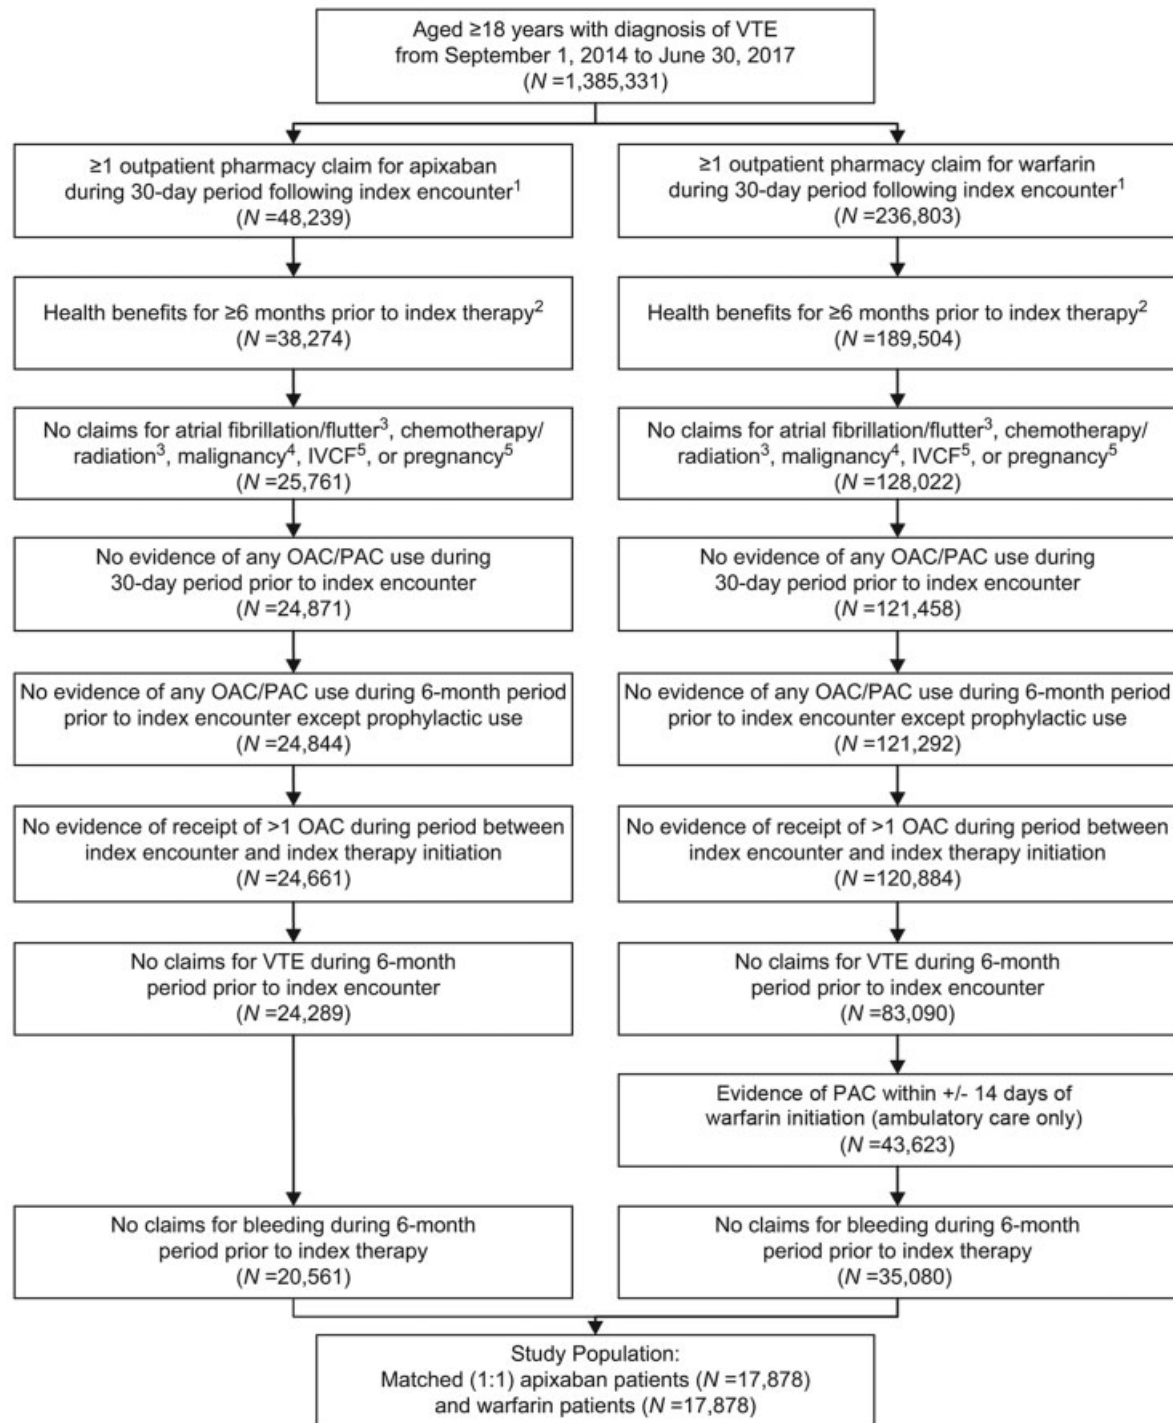 Aged ≥18 years with diagnosis of VTE
from September 1, 2014 to June 30, 2017
(N =1,385,331)
≥1 outpatient pharmacy claim for apixaban
during 30-day period following index encounter1
(N =48,239)
≥1 outpatient pharmacy claim for warfarin
during 30-day period following index encounter1
(N =236,803)
Health benefits for ≥6 months prior to index therapy2
(N =38,274)
Health benefits for ≥6 months prior to index therapy2
(N =189,504)
No claims for atrial fibrillation/flutter3, chemotherapy/
radiation3, malignancy4, IVCF5, or pregnancy5
(N =25,761)
No claims for atrial fibrillation/flutter3, chemotherapy/
radiation3, malignancy4, IVCF5, or pregnancy5
(N =128,022)
No evidence of any OAC/PAC use during
30-day period prior to index encounter
(N =24,871)
No evidence of any OAC/PAC use during
30-day period prior to index encounter
(N =121,458)
No evidence of any OAC/PAC use during 6-month period
prior to index encounter except prophylactic use
(N =24,844)
No evidence of any OAC/PAC use during 6-month period
prior to index encounter except prophylactic use
(N =121,292)
No evidence of receipt of >1 OAC during period between
index encounter and index therapy initiation
(N =24,661)
No evidence of receipt of >1 OAC during period between
index encounter and index therapy initiation
(N =120,884)
No claims for VTE during 6-month
period prior to index encounter
(N =24,289)
No claims for VTE during 6-month
period prior to index encounter
(N =83,090)
Evidence of PAC within +/- 14 days of
warfarin initiation (ambulatory care only)
(N =43,623)
No claims for bleeding during 6-month
period prior to index therapy
(N =20,561)
No claims for bleeding during 6-month
period prior to index therapy
(N =35,080)
Study Population:
Matched (1:1) apixaban patients (N =17,878)
and warfarin patients (N =17,878)